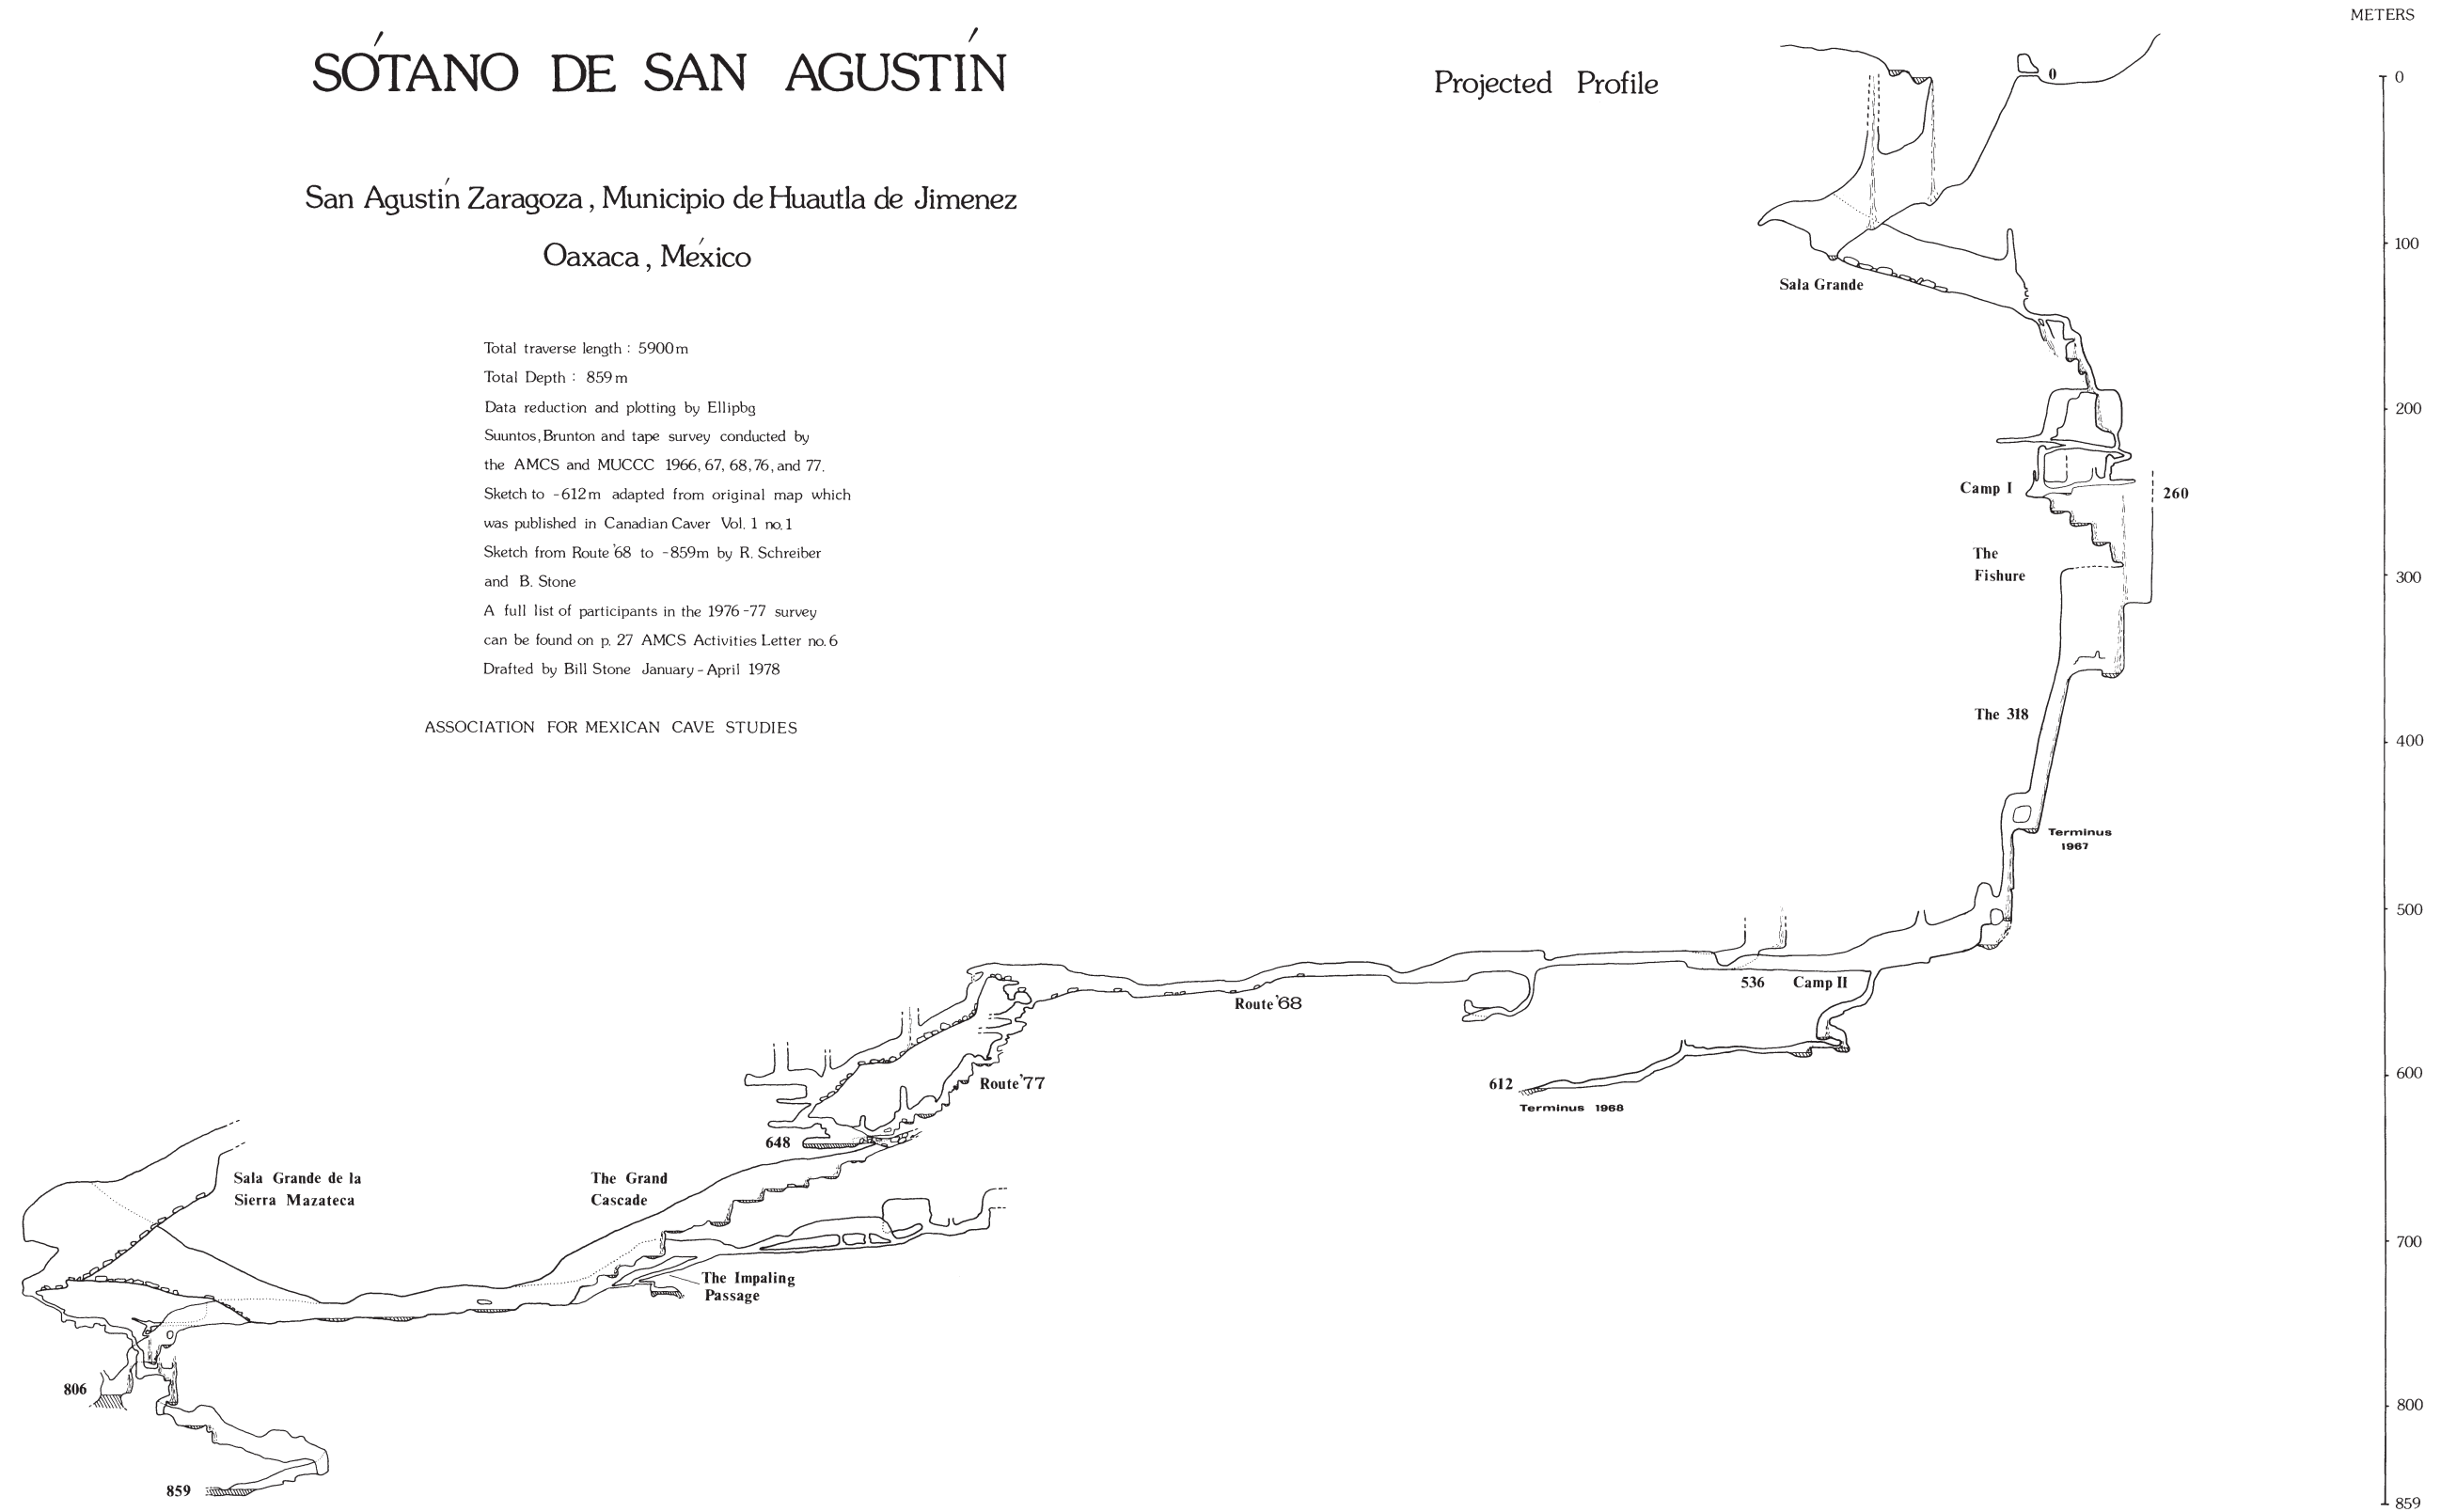 METERS
SÓTANO DE SAN AGUSTÍN
Projected Profile
San Agustín Zaragoza, Municipio de Huautla de Jimenez
Oaxaca, México
Total traverse length : 5900m
Total Depth : 859m
Data reduction and plotting by Ellipbg
Suuntos, Brunton and tape survey conducted by
the AMCS and MUCCC 1966, 67, 68, 76, and 77.
Sketch to -612m adapted from original map which
was published in Canadian Caver Vol. 1 no. 1
Sketch from Route '68 to -859m by R. Schreiber
and B. Stone
A full list of participants in the 1976-77 survey
can be found on p. 27 AMCS Activities Letter no. 6
Drafted by Bill Stone January - April 1978
ASSOCIATION FOR MEXICAN CAVE STUDIES
0
Sala Grande
Camp I
260
The
Fishure
The 318
Terminus
1967
536
Camp II
Route '68
612
Terminus 1968
Route '77
648
The Grand
Cascade
Sala Grande de la
Sierra Mazateca
The Impaling
Passage
806
859
0
100
200
300
400
500
600
700
800
859